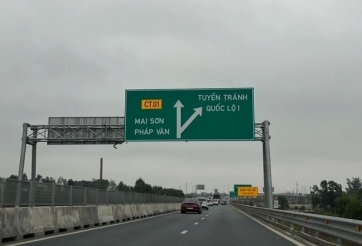 CT.01
MAI SƠN
PHÁP VÂN
TUYẾN TRÁNH
QUỐC LỘ 1